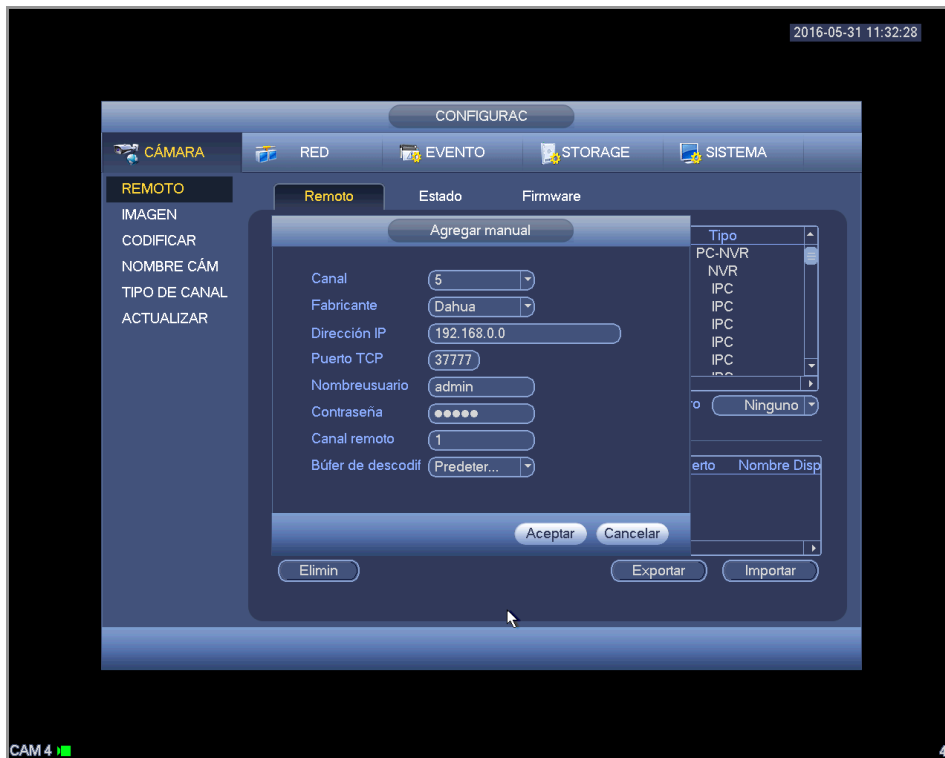 2016-05-31 11:32:28
CONFIGURAC
CÁMARA RED EVENTO STORAGE SISTEMA
REMOTO
IMAGEN
CODIFICAR
NOMBRE CÁM
TIPO DE CANAL
ACTUALIZAR
Remoto Estado Firmware
Agregar manual
Canal 5
Fabricante Dahua
Dirección IP 192.168.0.0
Puerto TCP 37777
Nombreusuario admin
Contraseña ●●●●●
Canal remoto 1
Búfer de descodif Predeter...
Aceptar Cancelar
Tipo
PC-NVR
NVR
IPC
IPC
IPC
IPC
IPC
IPC
o Ninguno
erto Nombre Disp
Elimin Exportar Importar
CAM 4
4